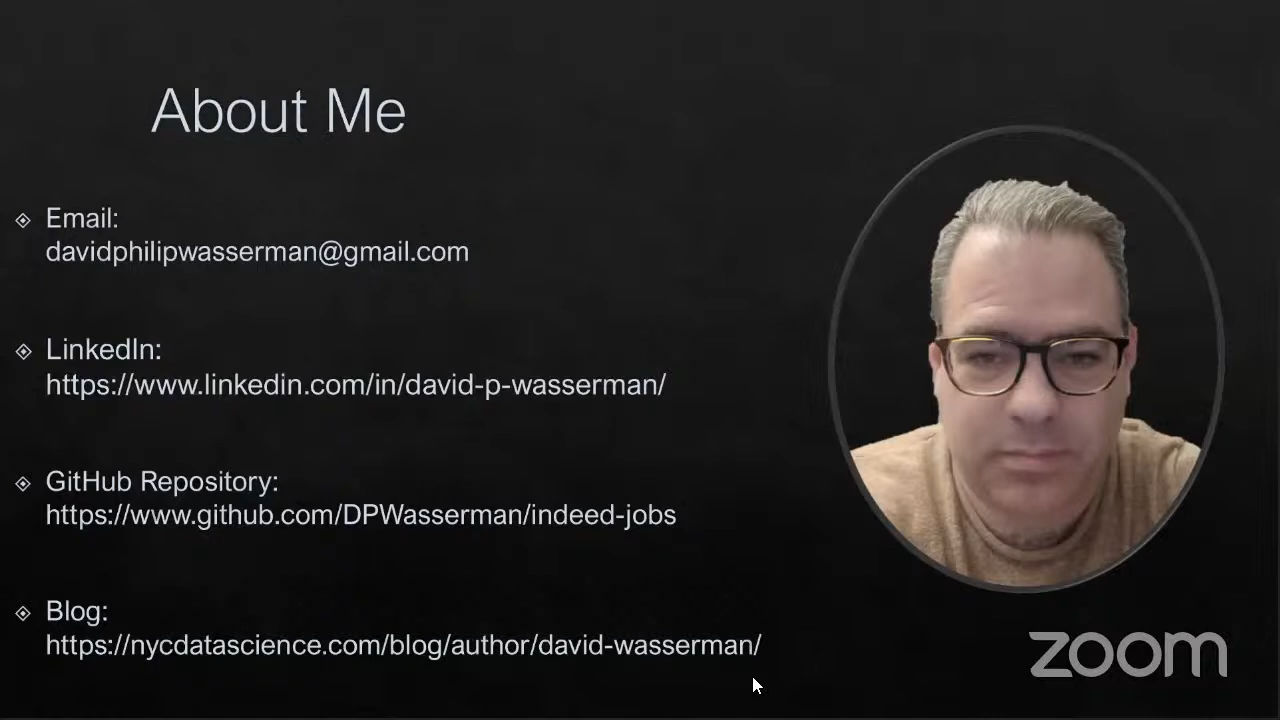 About Me
Email:
davidphilipwasserman@gmail.com
LinkedIn:
https://www.linkedin.com/in/david-p-wasserman/
GitHub Repository:
https://www.github.com/DPWasserman/indeed-jobs
Blog:
https://nycdatascience.com/blog/author/david-wasserman/
zoom